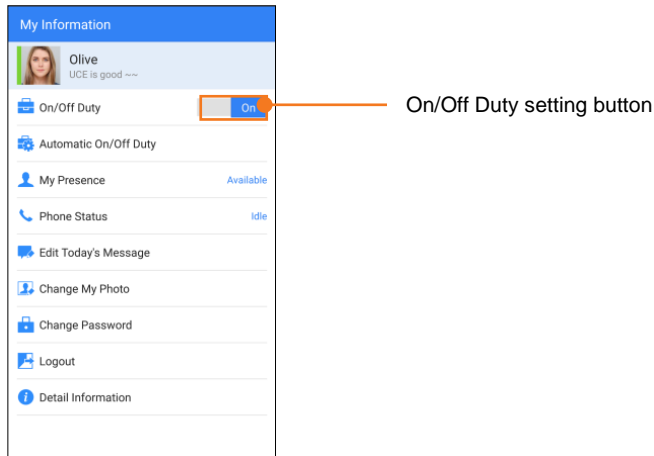 My Information
Olive
UCE is good ~~
On/Off Duty On
On/Off Duty setting button
Automatic On/Off Duty
My Presence Available
Phone Status Idle
Edit Today's Message
Change My Photo
Change Password
Logout
Detail Information